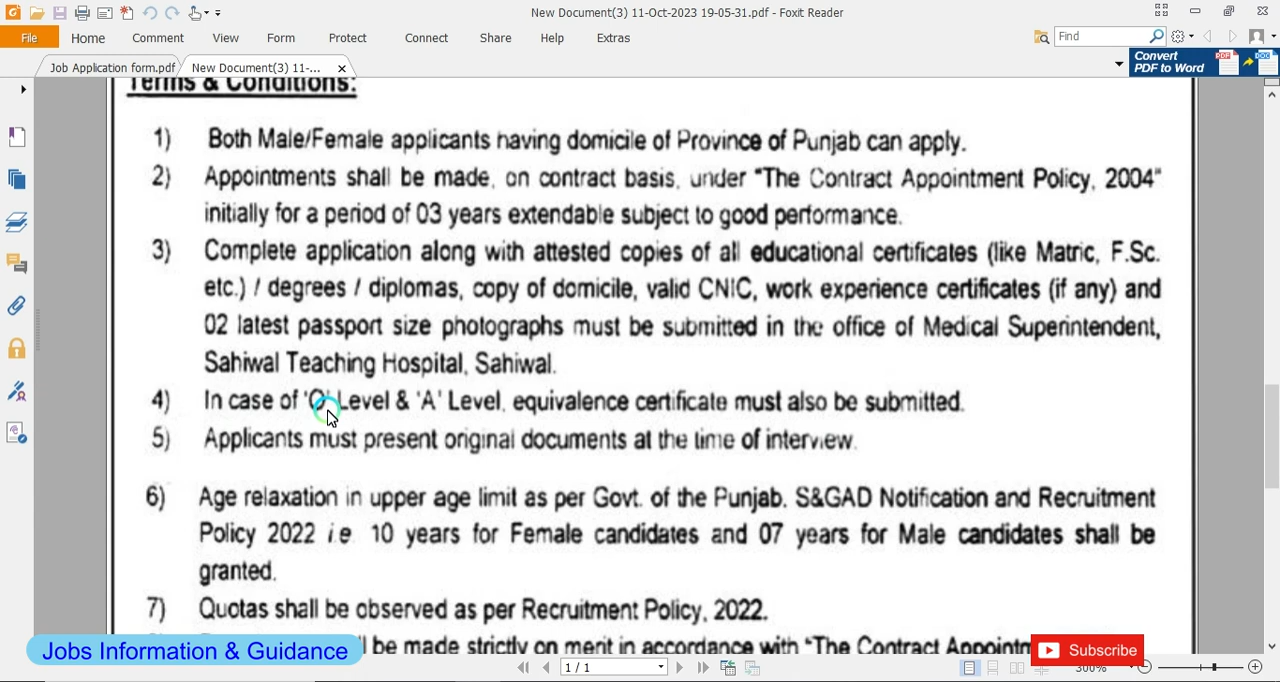 New Document(3) 11-Oct-2023 19-05-31.pdf - Foxit Reader
File Home Comment View Form Protect Connect Share Help Extras
Find
Job Application form.pdf New Document(3) 11-...
Convert
PDF to Word
Terms & Conditions:
1) Both Male/Female applicants having domicile of Province of Punjab can apply.
2) Appointments shall be made, on contract basis, under "The Contract Appointment Policy, 2004"
initially for a period of 03 years extendable subject to good performance.
3) Complete application along with attested copies of all educational certificates (like Matric, F.Sc.
etc.) / degrees / diplomas, copy of domicile, valid CNIC, work experience certificates (if any) and
02 latest passport size photographs must be submitted in the office of Medical Superintendent,
Sahiwal Teaching Hospital, Sahiwal.
4) In case of 'O' Level & 'A' Level, equivalence certificate must also be submitted.
5) Applicants must present original documents at the time of interview.
6) Age relaxation in upper age limit as per Govt. of the Punjab, S&GAD Notification and Recruitment
Policy 2022 i.e 10 years for Female candidates and 07 years for Male candidates shall be
granted.
7) Quotas shall be observed as per Recruitment Policy, 2022.
l be made strictly on merit in accordance with "The Contract Appointm
Jobs Information & Guidance
Subscribe
1 / 1
300%